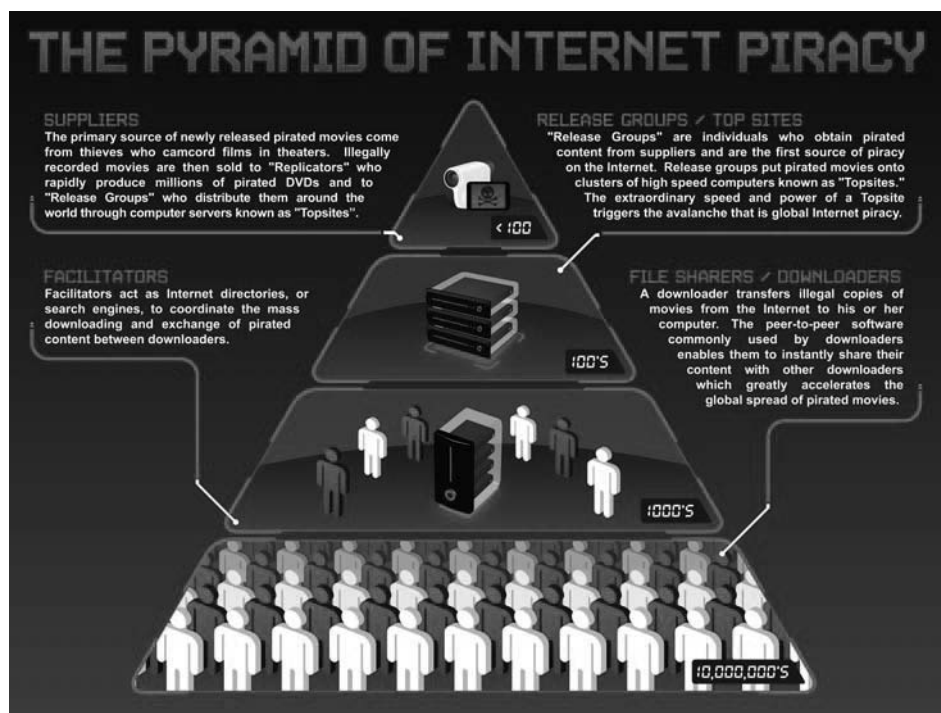 THE PYRAMID OF INTERNET PIRACY
SUPPLIERS
The primary source of newly released pirated movies come
from thieves who camcord films in theaters. Illegally
recorded movies are then sold to "Replicators" who
rapidly produce millions of pirated DVDs and to
"Release Groups" who distribute them around the
world through computer servers known as "Topsites".
RELEASE GROUPS / TOP SITES
"Release Groups" are individuals who obtain pirated
content from suppliers and are the first source of piracy
on the Internet. Release groups put pirated movies onto
clusters of high speed computers known as "Topsites."
The extraordinary speed and power of a Topsite
triggers the avalanche that is global Internet piracy.
< 100
FACILITATORS
Facilitators act as Internet directories, or
search engines, to coordinate the mass
downloading and exchange of pirated
content between downloaders.
FILE SHARERS / DOWNLOADERS
A downloader transfers illegal copies of
movies from the Internet to his or her
computer. The peer-to-peer software
commonly used by downloaders
enables them to instantly share their
content with other downloaders
which greatly accelerates the
global spread of pirated movies.
100'S
1000'S
10,000,000'S